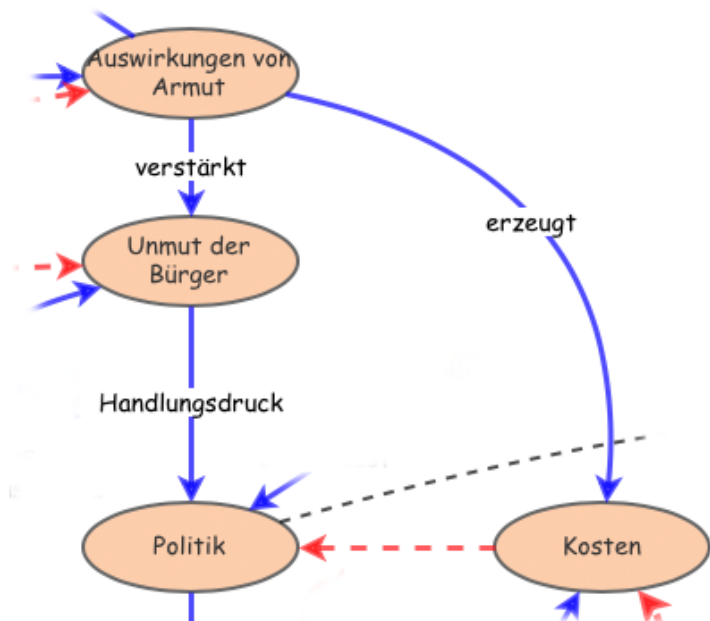 Auswirkungen von
Armut
verstärkt
erzeugt
Unmut der
Bürger
Handlungsdruck
Politik
Kosten